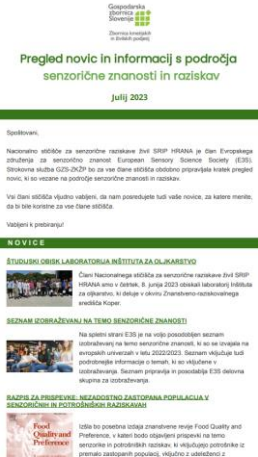 Gospodarska
zbornica
Slovenije
Zbornica kmetijskih
in živilskih podjetij
Pregled novic in informacij s področja
senzorične znanosti in raziskav
Julij 2023
Spoštovani,
Nacionalno stičišče za senzorične raziskave živil SRIP HRANA je član Evropskega
združenja za senzorično znanost European Sensory Science Society (E3S).
Strokovna služba GZS-ZKŽP bo za vse člane stičišča obdobno pripravljala kratek pregled
novic, ki so vezane na področje senzoričnih znanosti in raziskav.
Vsi člani stičišča vljudno vabljeni, da nam posredujete tudi vaše novice, za katere menite,
da bi bile koristne za vse člane stičišča.
Vabljeni k prebiranju!
NOVICE
ŠTUDIJSKI OBISK LABORATORIJA INŠTITUTA ZA OLJKARSTVO
Člani Nacionalnega stičišča za senzorične raziskave živil SRIP
HRANA smo v četrtek, 8. junija 2023 obiskali laboratorij Inštituta
za oljkarstvo, ki deluje v okviru Znanstveno-raziskovalnega
središča Koper.
SEZNAM IZOBRAŽEVANJ NA TEMO SENZORIČNE ZNANOSTI
Na spletni strani E3S je na voljo posodobljen seznam
izobraževanj na temo senzoričnih znanosti, ki so se izvajala na
evropskih univerzah v letu 2022/2023. Seznam vključuje tudi
podrobnejše informacije o temah, ki so vključene v
izobraževanja. Seznam pripravlja in posodablja E3S delovna
skupina za izobraževanja.
RAZPIS ZA PRISPEVKE: NEZADOSTNO ZASTOPANA POPULACIJA V
SENZORIČNIH IN POTROŠNIŠKIH RAZISKAVAH
Food
Quality and
Preference
Izšla bo posebna izdaja znanstvene revije Food Quality and
Preference, v kateri bodo objavljeni prispevki na temo
senzorike in potrošniških raziskav, ki vključujejo potrošnike iz
premalo zastopanih populacij, vključno z udeleženci z